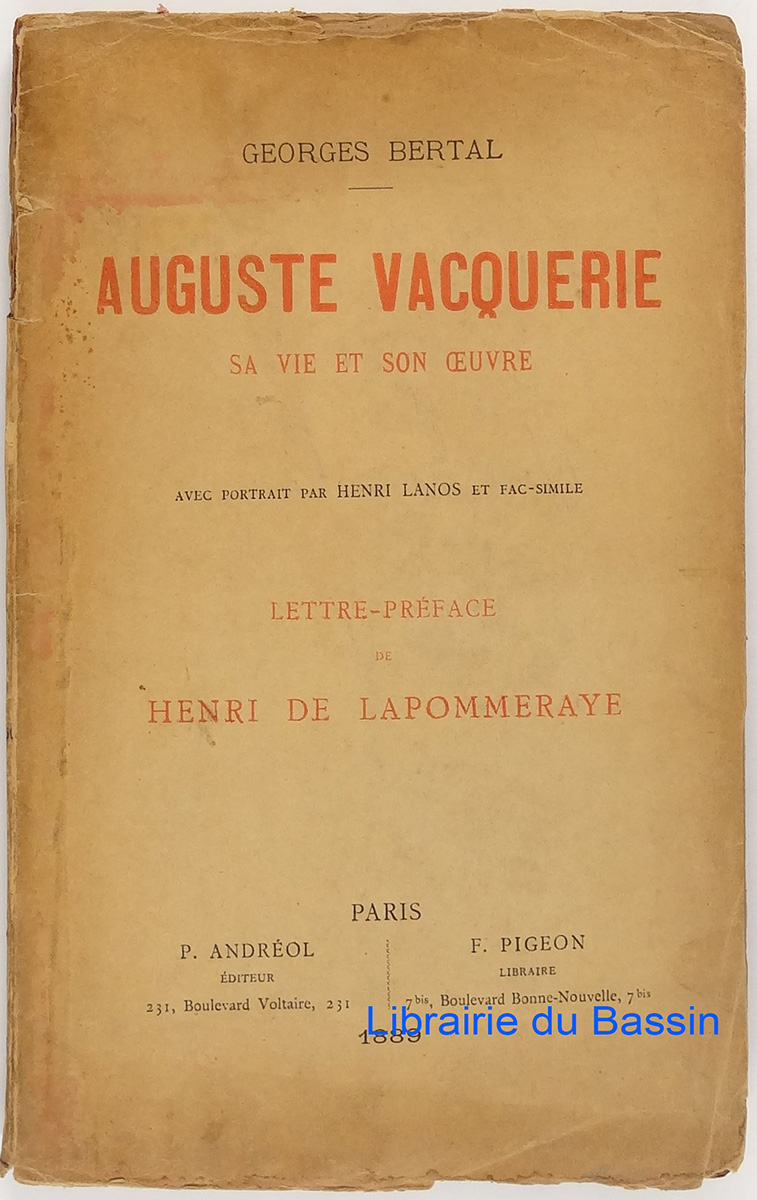 GEORGES BERTAL
AUGUSTE VACQUERIE
SA VIE ET SON ŒUVRE
AVEC PORTRAIT PAR HENRI LANOS ET FAC-SIMILE
LETTRE-PRÉFACE
DE
HENRI DE LAPOMMERAYE
PARIS
P. ANDRÉOL
ÉDITEUR
231, Boulevard Voltaire, 231
F. PIGEON
LIBRAIRE
7bis, Boulevard Bonne-Nouvelle, 7bis
Librairie du Bassin
1889